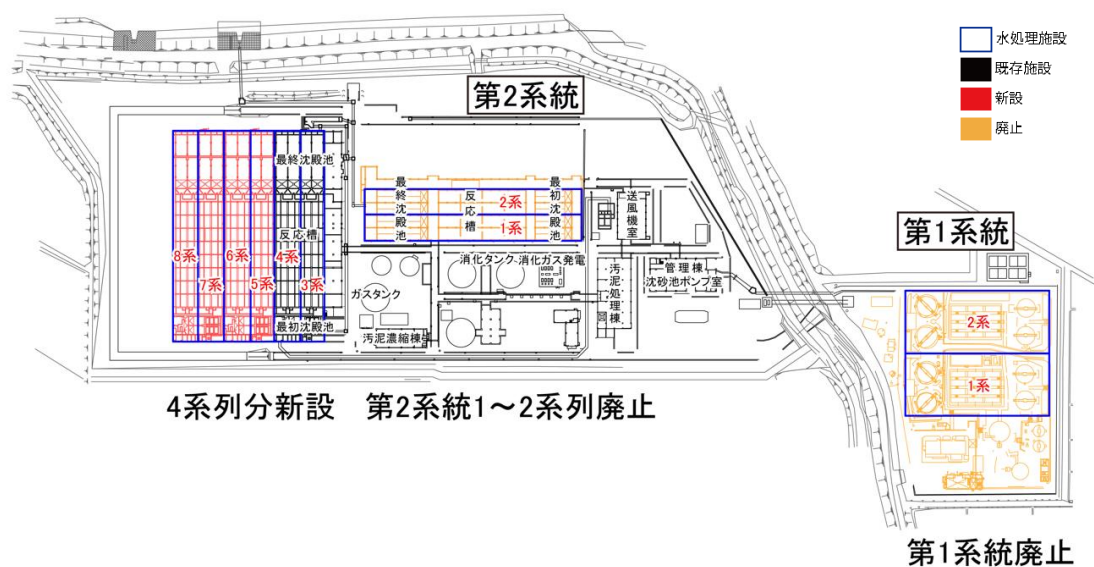 水処理施設
既存施設
新設
廃止
第2系統
最終沈殿池
反応槽
8系
7系
6系
5系
4系
3系
最初沈殿池
最終沈殿池
反応槽
2系
1系
最初沈殿池
送風機室
消化タンク
消化ガス発電
ガスタンク
汚泥濃縮棟
汚泥処理棟
管理棟
沈砂池ポンプ室
第1系統
2系
1系
4系列分新設
第2系統1～2系列廃止
第1系統廃止